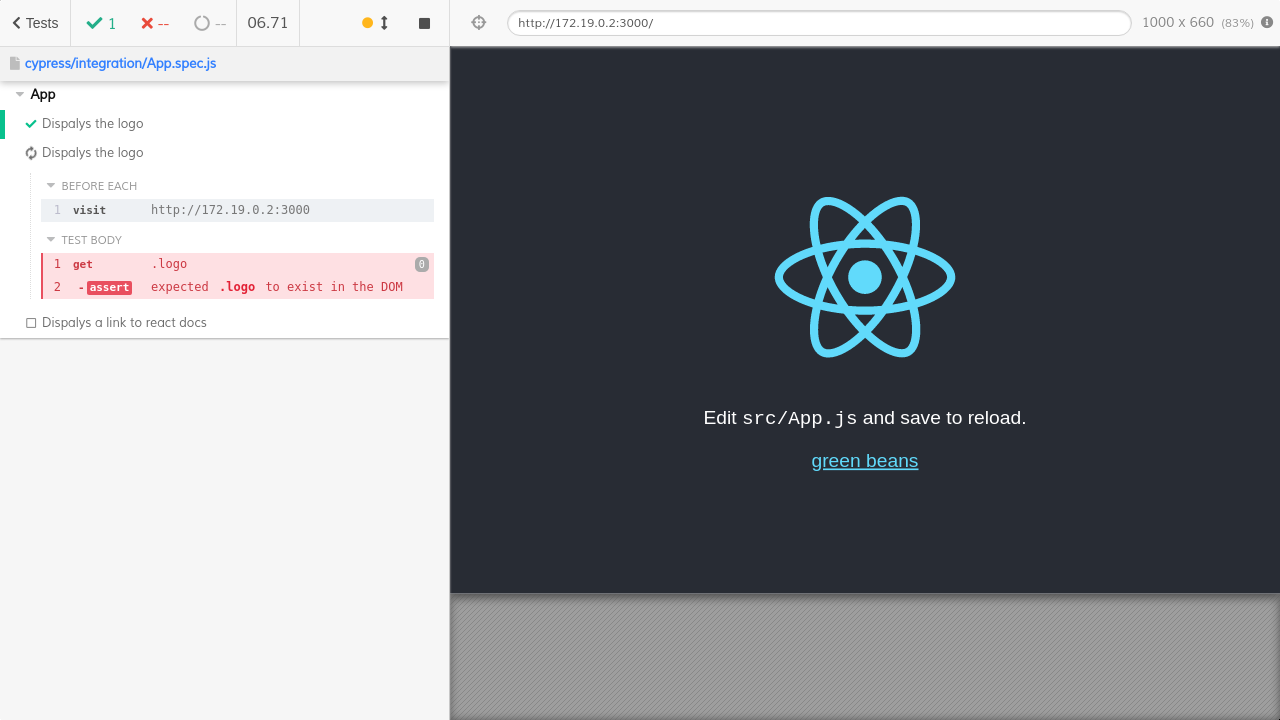 Tests 1 -- -- 06.71
http://172.19.0.2:3000/ 1000 x 660 (83%)
cypress/integration/App.spec.js
App
Dispalys the logo
Dispalys the logo
BEFORE EACH
1 visit http://172.19.0.2:3000
TEST BODY
1 get .logo 0
2 -assert expected .logo to exist in the DOM
Dispalys a link to react docs
Edit src/App.js and save to reload.
green beans